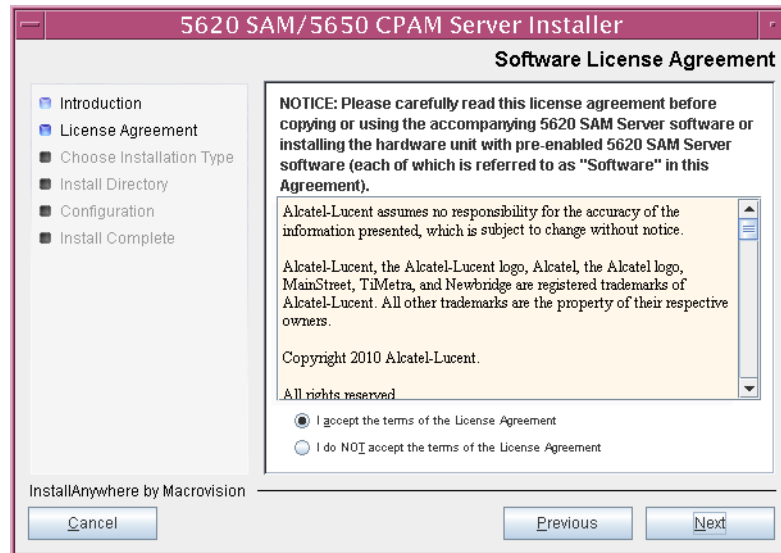 5620 SAM/5650 CPAM Server Installer
Software License Agreement
Introduction
License Agreement
Choose Installation Type
Install Directory
Configuration
Install Complete
NOTICE: Please carefully read this license agreement before
copying or using the accompanying 5620 SAM Server software or
installing the hardware unit with pre-enabled 5620 SAM Server
software (each of which is referred to as "Software" in this
Agreement).
Alcatel-Lucent assumes no responsibility for the accuracy of the
information presented, which is subject to change without notice.
Alcatel-Lucent, the Alcatel-Lucent logo, Alcatel, the Alcatel logo,
MainStreet, TiMetra, and Newbridge are registered trademarks of
Alcatel-Lucent. All other trademarks are the property of their respective
owners.
Copyright 2010 Alcatel-Lucent.
All rights reserved
I accept the terms of the License Agreement
I do NOT accept the terms of the License Agreement
InstallAnywhere by Macrovision
Cancel
Previous
Next